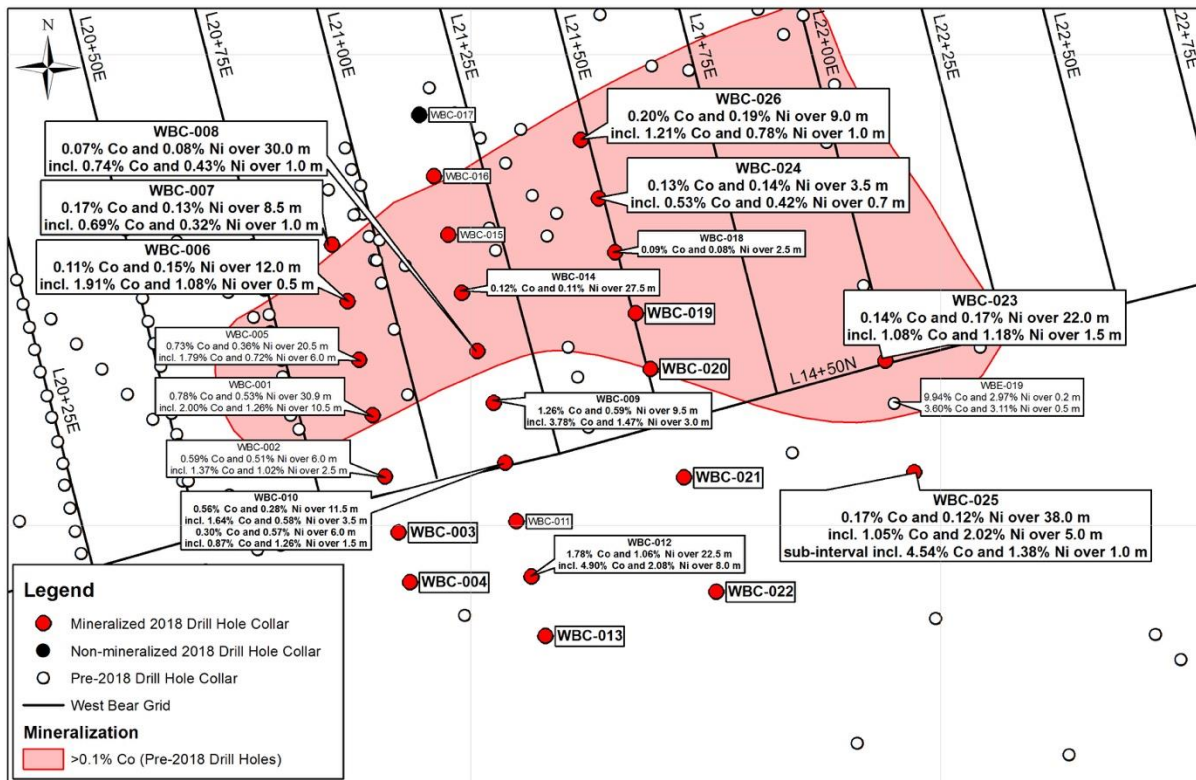 N
L20+50E
L20+75E
L21+00E
L21+25E
L21+50E
L21+75E
L22+00E
L22+25E
L22+50E
L22+75E
WBC-017
WBC-026
0.20% Co and 0.19% Ni over 9.0 m
incl. 1.21% Co and 0.78% Ni over 1.0 m
WBC-008
0.07% Co and 0.08% Ni over 30.0 m
incl. 0.74% Co and 0.43% Ni over 1.0 m
WBC-016
WBC-024
0.13% Co and 0.14% Ni over 3.5 m
incl. 0.53% Co and 0.42% Ni over 0.7 m
WBC-007
0.17% Co and 0.13% Ni over 8.5 m
incl. 0.69% Co and 0.32% Ni over 1.0 m
WBC-015
WBC-018
0.09% Co and 0.08% Ni over 2.5 m
WBC-006
0.11% Co and 0.15% Ni over 12.0 m
incl. 1.91% Co and 1.08% Ni over 0.5 m
WBC-014
0.12% Co and 0.11% Ni over 27.5 m
WBC-023
0.14% Co and 0.17% Ni over 22.0 m
incl. 1.08% Co and 1.18% Ni over 1.5 m
WBC-019
WBC-005
0.73% Co and 0.36% Ni over 20.5 m
incl. 1.79% Co and 0.72% Ni over 6.0 m
WBC-020
L14+50N
WBC-001
0.78% Co and 0.53% Ni over 30.9 m
incl. 2.00% Co and 1.26% Ni over 10.5 m
WBC-009
1.26% Co and 0.59% Ni over 9.5 m
incl. 3.78% Co and 1.47% Ni over 3.0 m
WBE-019
9.94% Co and 2.97% Ni over 0.2 m
3.60% Co and 3.11% Ni over 0.5 m
L20+25E
WBC-002
0.59% Co and 0.51% Ni over 6.0 m
incl. 1.37% Co and 1.02% Ni over 2.5 m
WBC-021
WBC-010
0.56% Co and 0.28% Ni over 11.5 m
incl. 1.64% Co and 0.58% Ni over 3.5 m
0.30% Co and 0.57% Ni over 6.0 m
incl. 0.87% Co and 1.26% Ni over 1.5 m
WBC-025
0.17% Co and 0.12% Ni over 38.0 m
incl. 1.05% Co and 2.02% Ni over 5.0 m
sub-interval incl. 4.54% Co and 1.38% Ni over 1.0 m
WBC-003
WBC-011
WBC-012
1.78% Co and 1.06% Ni over 22.5 m
incl. 4.90% Co and 2.08% Ni over 8.0 m
WBC-004
WBC-022
WBC-013
Legend
Mineralized 2018 Drill Hole Collar
Non-mineralized 2018 Drill Hole Collar
Pre-2018 Drill Hole Collar
West Bear Grid
Mineralization
>0.1% Co (Pre-2018 Drill Holes)